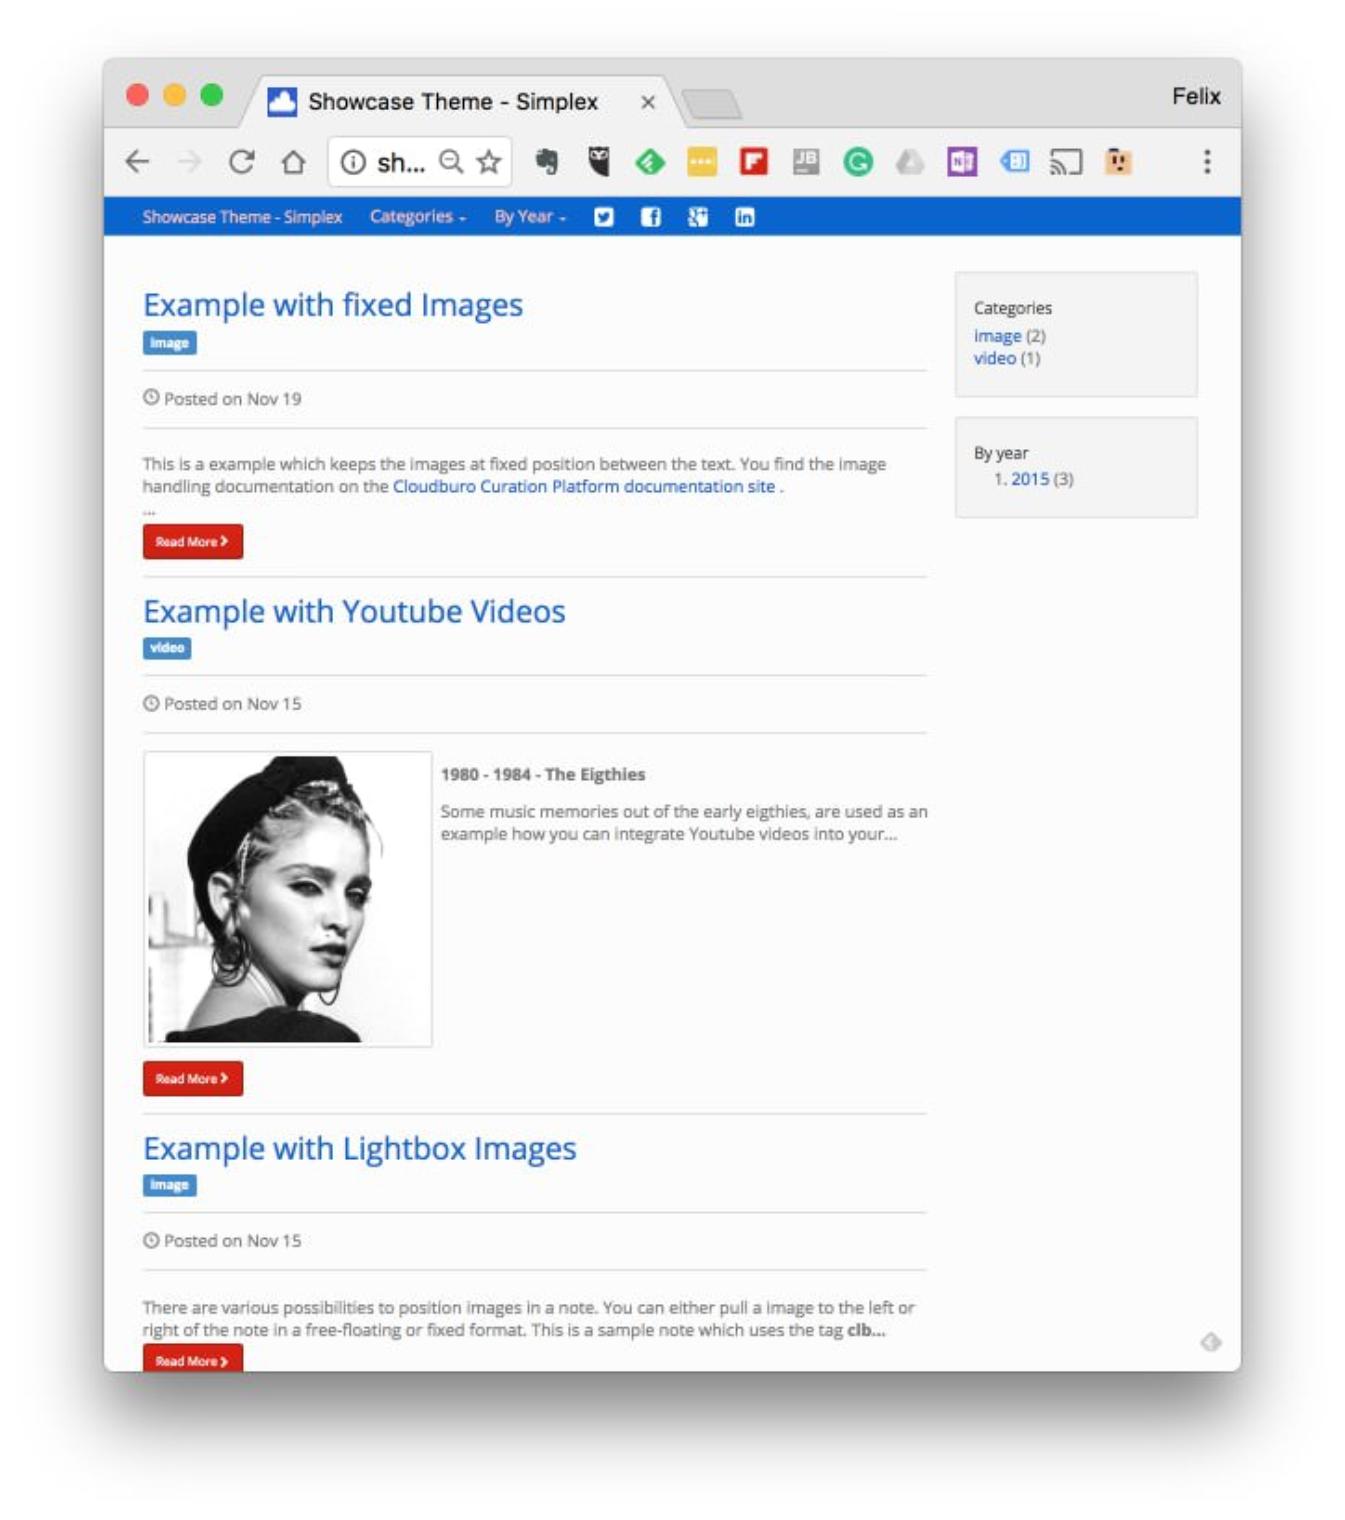 Showcase Theme - Simplex
Felix
sh...
JB
Showcase Theme - Simplex Categories By Year
Example with fixed Images
image
Posted on Nov 19
This is a example which keeps the images at fixed position between the text. You find the image
handling documentation on the Cloudburo Curation Platform documentation site .
...
Read More
Example with Youtube Videos
video
Posted on Nov 15
1980 - 1984 - The Eigthies
Some music memories out of the early eigthies, are used as an
example how you can integrate Youtube videos into your...
Read More
Example with Lightbox Images
image
Posted on Nov 15
There are various possibilities to position images in a note. You can either pull a image to the left or
right of the note in a free-floating or fixed format. This is a sample note which uses the tag clb...
Read More
Categories
image (2)
video (1)
By year
1. 2015 (3)